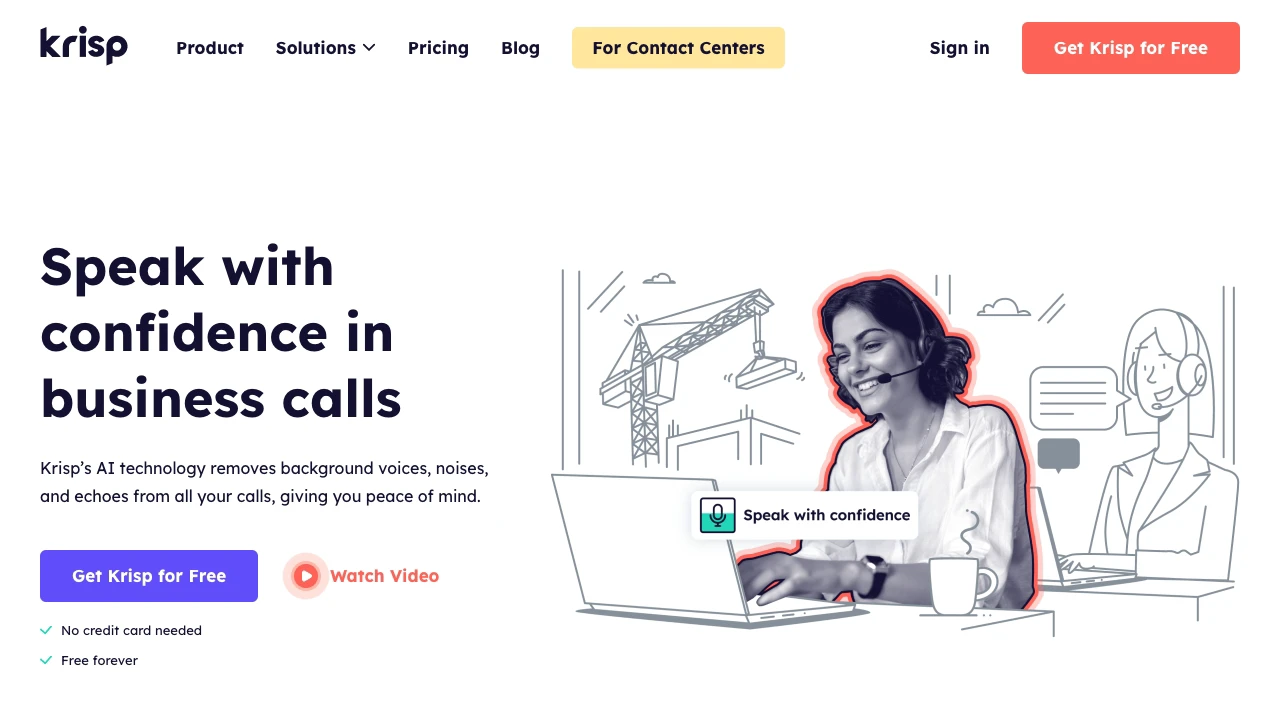 krisp
Product
Solutions
Pricing
Blog
For Contact Centers
Sign in
Get Krisp for Free
Speak with
confidence in
business calls
Krisp’s AI technology removes background voices, noises,
and echoes from all your calls, giving you peace of mind.
Get Krisp for Free
Watch Video
No credit card needed
Free forever
Speak with confidence